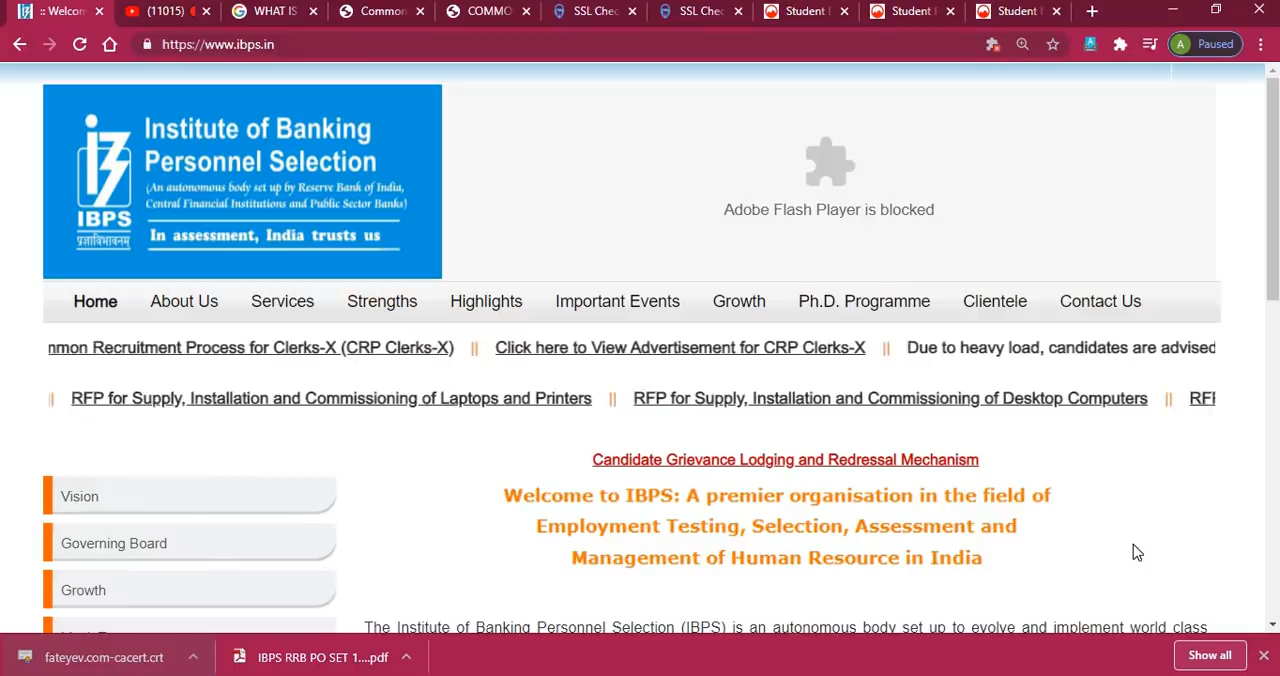 :: Welcom
(11015)
WHAT IS
Common
COMMO
SSL Chec
SSL Chec
Student
Student
Student
https://www.ibps.in
A Paused
Institute of Banking
Personnel Selection
(An autonomous body set up by Reserve Bank of India,
Central Financial Institutions and Public Sector Banks)
IBPS
प्रज्ञाविभावनम्
In assessment, India trusts us
Adobe Flash Player is blocked
Home About Us Services Strengths Highlights Important Events Growth Ph.D. Programme Clientele Contact Us
mmon Recruitment Process for Clerks-X (CRP Clerks-X) || Click here to View Advertisement for CRP Clerks-X || Due to heavy load, candidates are advised
|| RFP for Supply, Installation and Commissioning of Laptops and Printers || RFP for Supply, Installation and Commissioning of Desktop Computers || RFP
Candidate Grievance Lodging and Redressal Mechanism
Welcome to IBPS: A premier organisation in the field of
Employment Testing, Selection, Assessment and
Management of Human Resource in India
Vision
Governing Board
Growth
The Institute of Banking Personnel Selection (IBPS) is an autonomous body set up to evolve and implement world class
fateyev.com-cacert.crt
IBPS RRB PO SET 1....pdf
Show all